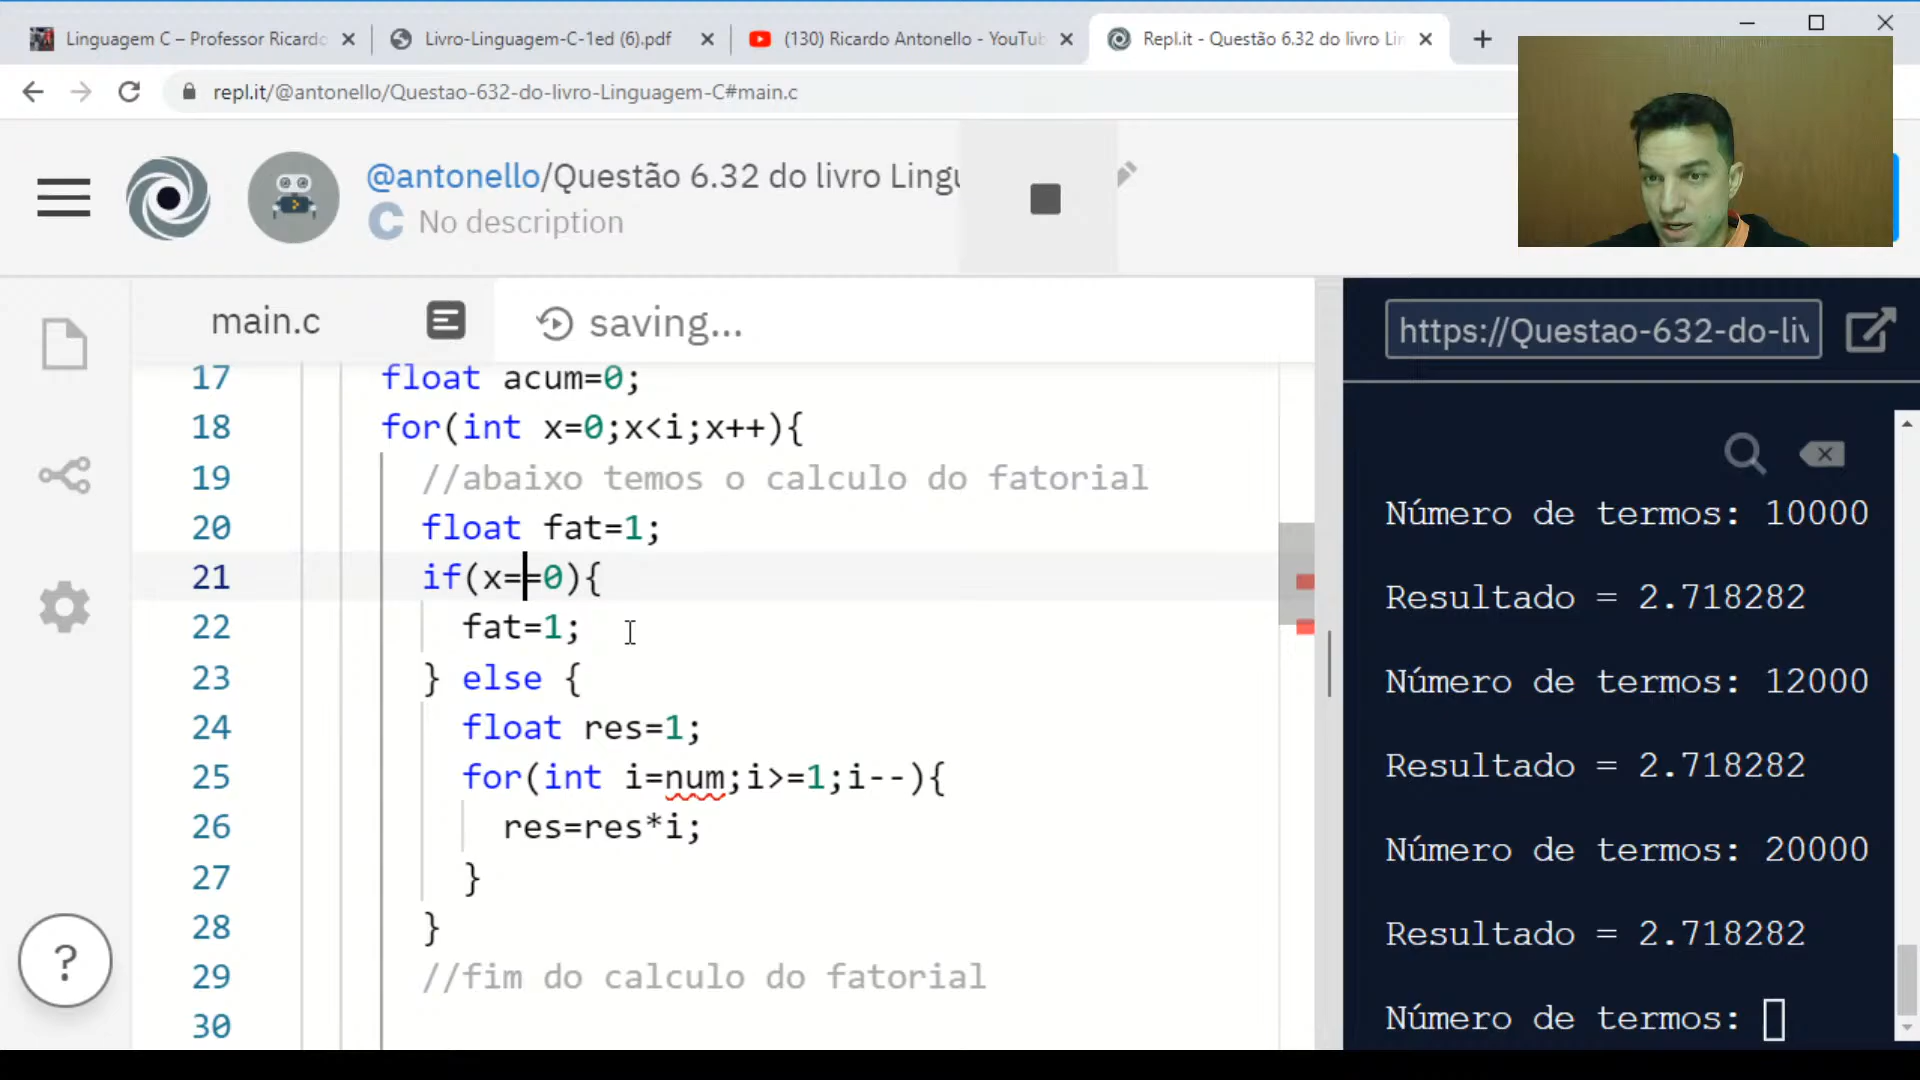 Linguagem C – Professor Ricardo
Livro-Linguagem-C-1ed (6).pdf
(130) Ricardo Antonello - YouTub
Repl.it - Questão 6.32 do livro Lin
repl.it/@antonello/Questao-632-do-livro-Linguagem-C#main.c
@antonello/Questão 6.32 do livro Lingu
No description
main.c
saving...
https://Questao-632-do-liv
17 float acum=0;
18 for(int x=0;x<i;x++){
19 //abaixo temos o calculo do fatorial
20 float fat=1;
21 if(x==0){
22 fat=1;
23 } else {
24 float res=1;
25 for(int i=num;i>=1;i--){
26 res=res*i;
27 }
28 }
29 //fim do calculo do fatorial
30
Número de termos: 10000
Resultado = 2.718282
Número de termos: 12000
Resultado = 2.718282
Número de termos: 20000
Resultado = 2.718282
Número de termos:
?